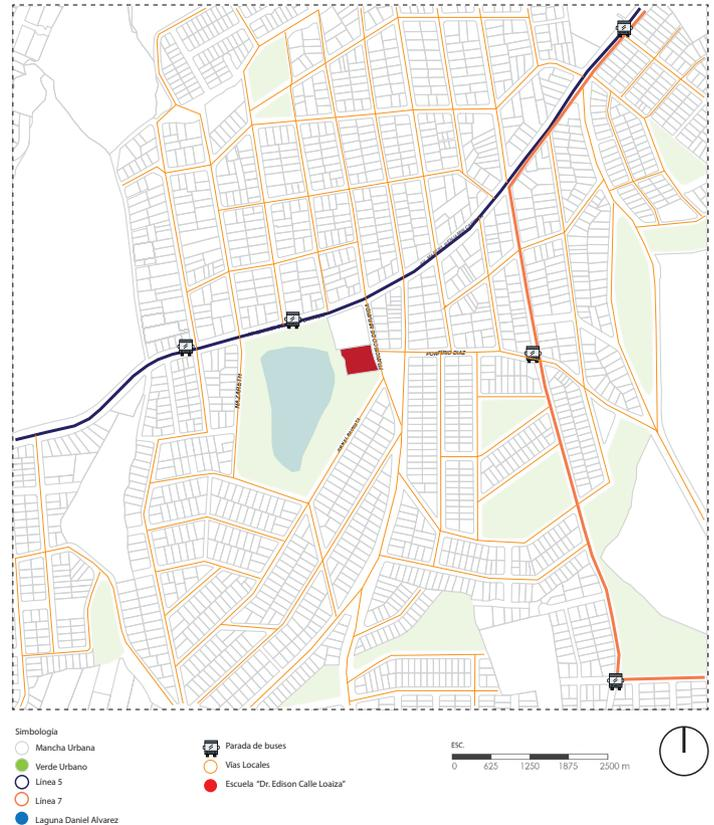 NAZARETH
PORFIRIO DIAZ
Simbología
Mancha Urbana
Verde Urbano
Línea 5
Línea 7
Laguna Daniel Alvarez
Parada de buses
Vías Locales
Escuela "Dr. Edison Calle Loaiza"
ESC.
0 625 1250 1875 2500 m